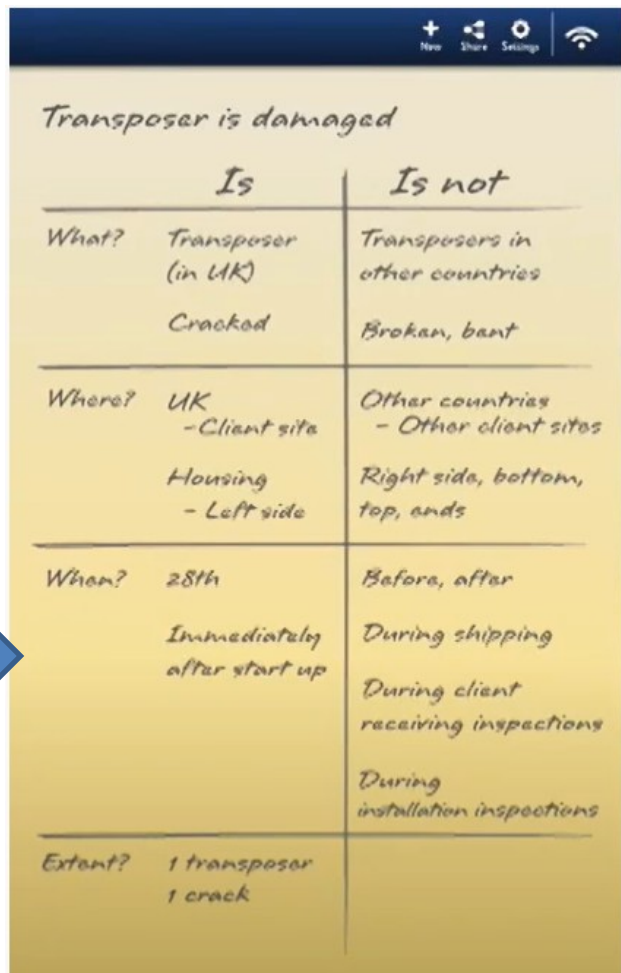 New Share Settings
Transposer is damaged
Is Is not
What? Transposer Transposers in
(in UK) other countries
Cracked Broken, bent
Where? UK Other countries
- Client site - Other client sites
Housing Right side, bottom,
- Left side top, ends
When? 28th Before, after
Immediately During shipping
after start up During client
receiving inspections
During
installation inspections
Extent? 1 transposer
1 crack